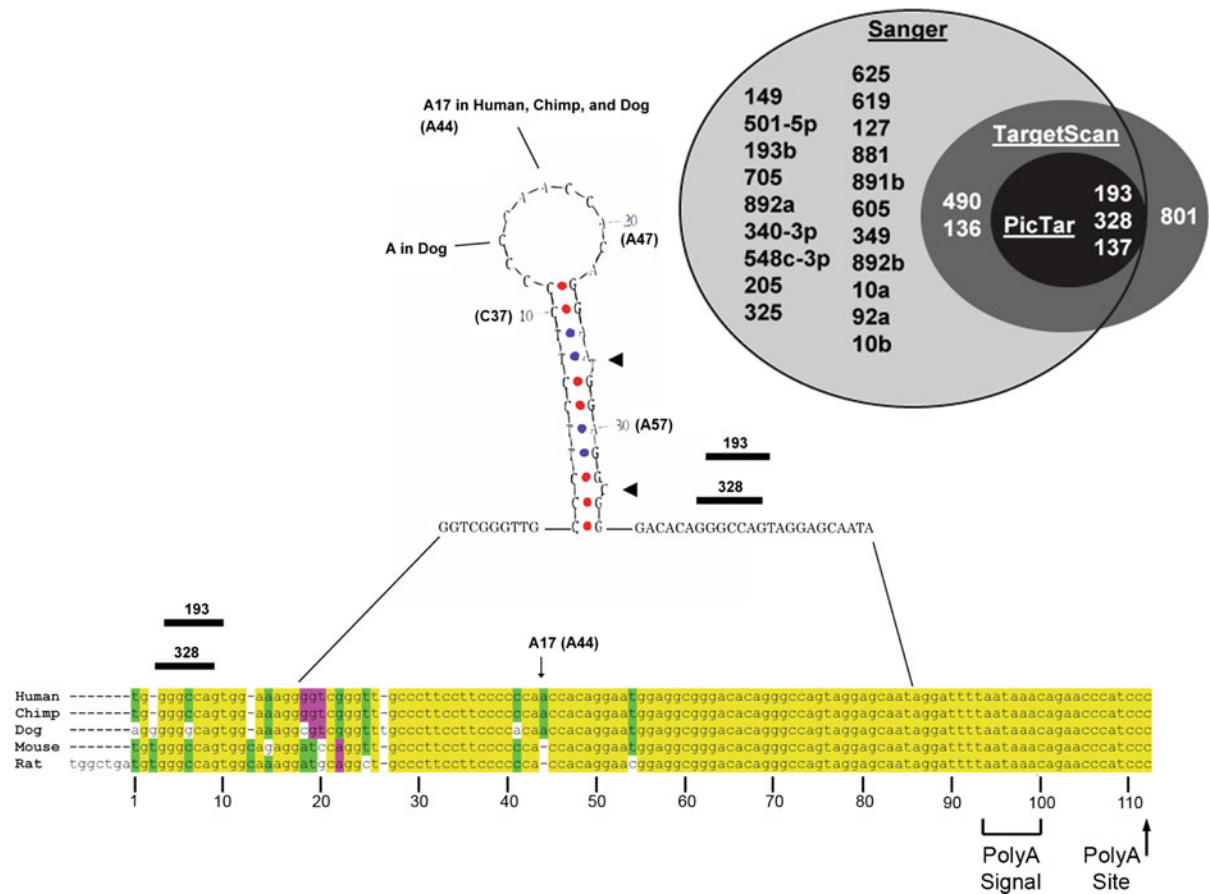 Sanger
149
501-5p
193b
705
892a
340-3p
548c-3p
205
325
625
619
127
881
891b
605
349
892b
10a
92a
10b
TargetScan
490
136
PicTar
193
328
137
801
A17 in Human, Chimp, and Dog
(A44)
A in Dog
20
(A47)
(C37) 10
30 (A57)
193
328
GGTCGGGTTG
GACACAGGGCCAGTAGGAGCAATA
193
328
A17 (A44)
Human ------- tg-gggccagtgg-aaaggggtcgggtt-gcccttccttccccccccaaccacaggaatggaggcgggacacagggccagtaggagcaataggattttaataaacagaacccatccc
Chimp
Dog
Mouse
Rat
1
10
20
30
40
50
60
70
80
90
100
110
PolyA
Signal
PolyA
Site